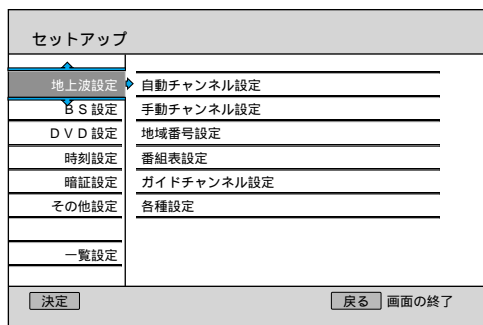 セットアップ
地上波設定
ＢＳ設定
ＤＶＤ設定
時刻設定
暗証設定
その他設定
一覧設定
自動チャンネル設定
手動チャンネル設定
地域番号設定
番組表設定
ガイドチャンネル設定
各種設定
決定
戻る 画面の終了